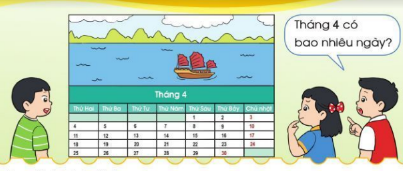 Tháng 4 có
bao nhiêu ngày?
Tháng 4
Thứ Hai Thứ Ba Thứ Tư Thứ Năm Thứ Sáu Thứ Bảy Chủ nhật
1 2 3
4 5 6 7 8 9 10
11 12 13 14 15 16 17
18 19 20 21 22 23 24
25 26 27 28 29 30